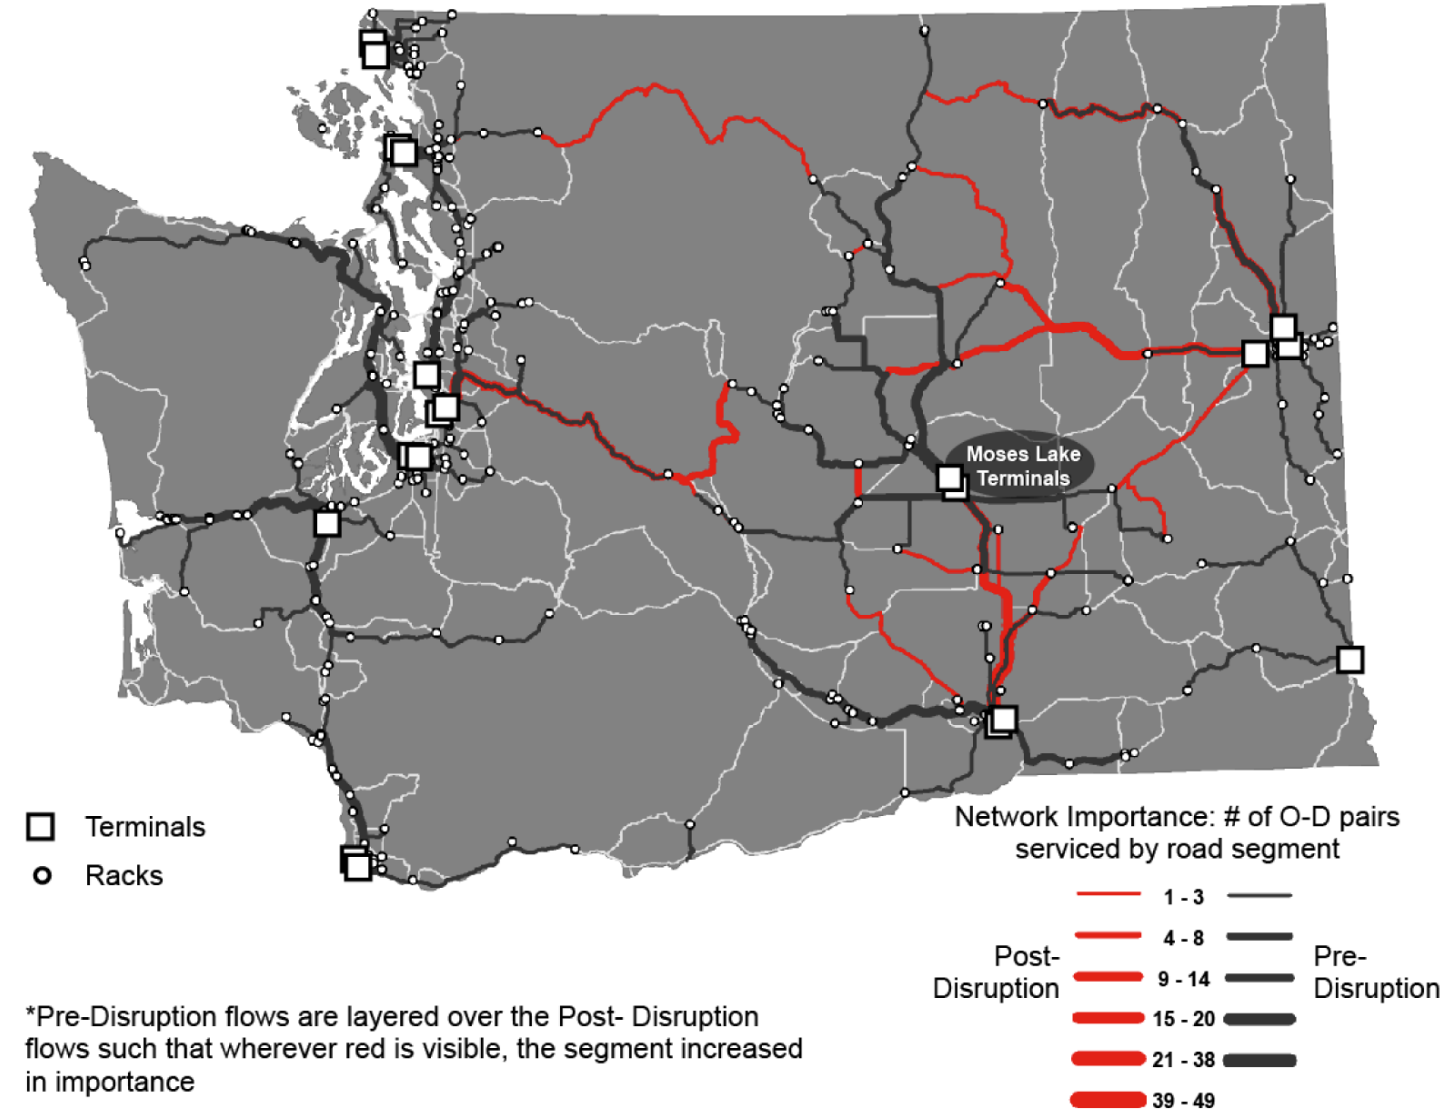 Moses Lake
Terminals
Terminals
Racks
Network Importance: # of O-D pairs
serviced by road segment
1 - 3
4 - 8
9 - 14
15 - 20
21 - 38
39 - 49
Post-
Disruption
Pre-
Disruption
*Pre-Disruption flows are layered over the Post- Disruption
flows such that wherever red is visible, the segment increased
in importance